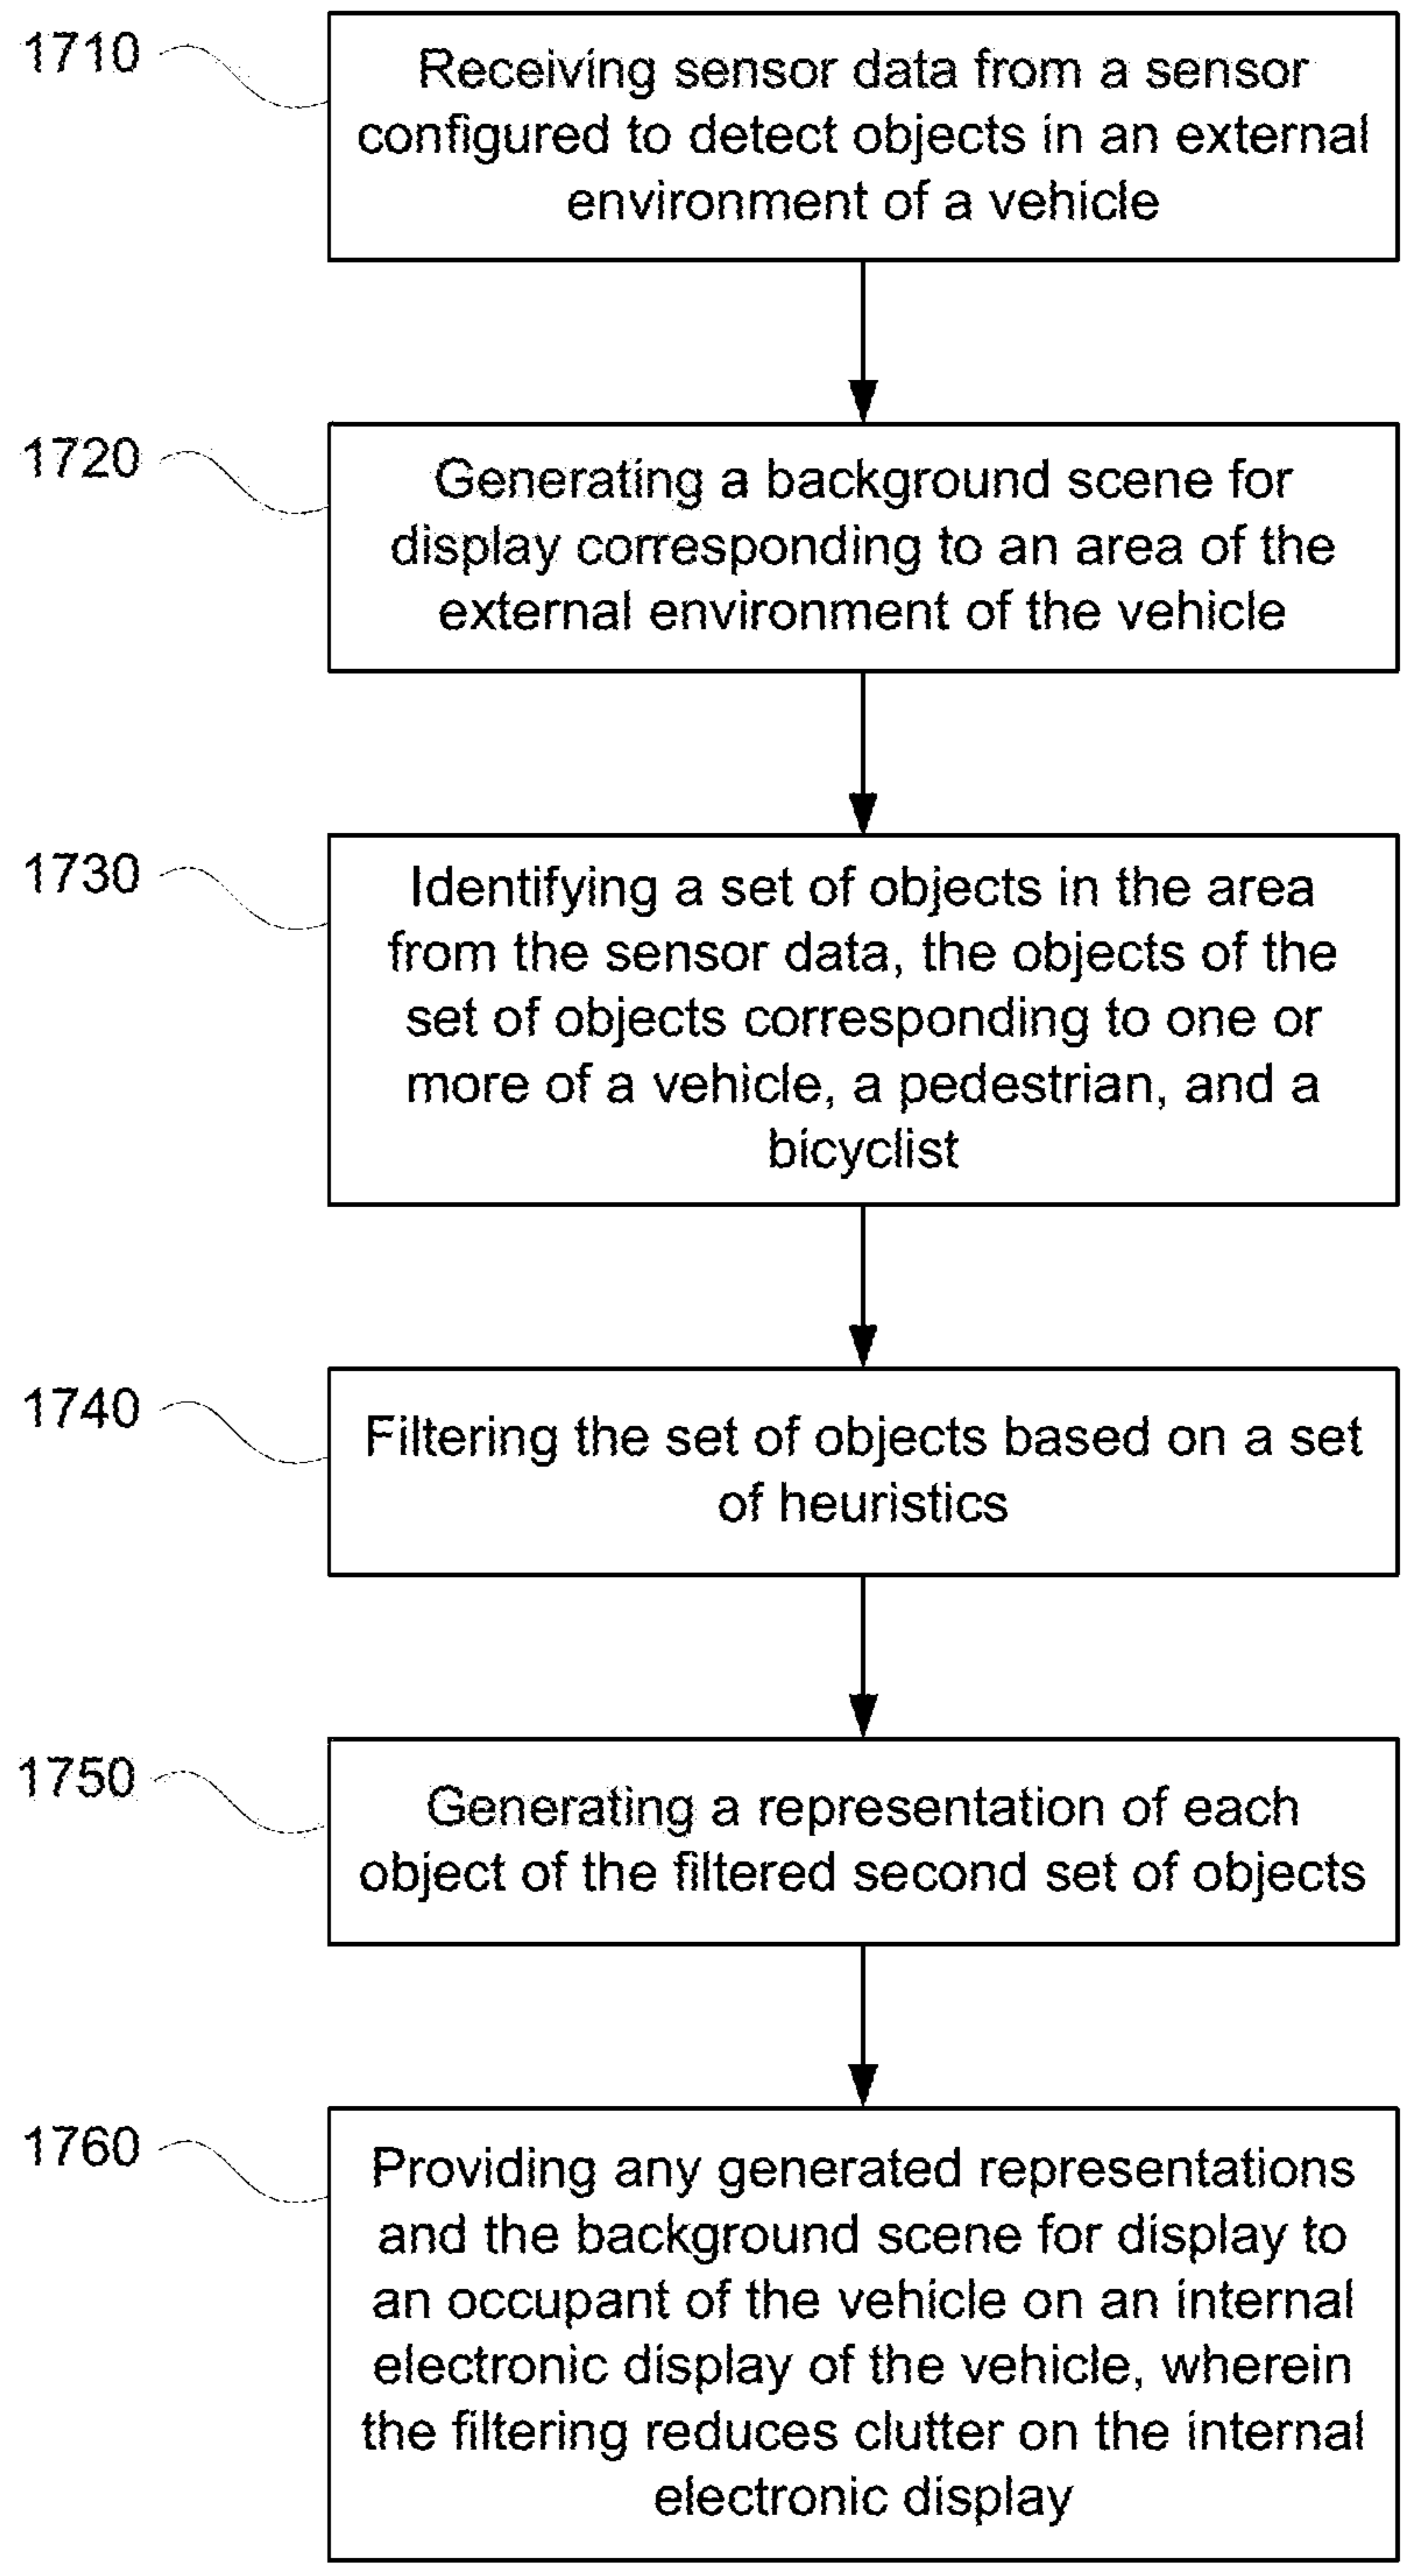 1710
Receiving sensor data from a sensor
configured to detect objects in an external
environment of a vehicle
1720
Generating a background scene for
display corresponding to an area of the
external environment of the vehicle
1730
Identifying a set of objects in the area
from the sensor data, the objects of the
set of objects corresponding to one or
more of a vehicle, a pedestrian, and a
bicyclist
1740
Filtering the set of objects based on a set
of heuristics
1750
Generating a representation of each
object of the filtered second set of objects
1760
Providing any generated representations
and the background scene for display to
an occupant of the vehicle on an internal
electronic display of the vehicle, wherein
the filtering reduces clutter on the internal
electronic display